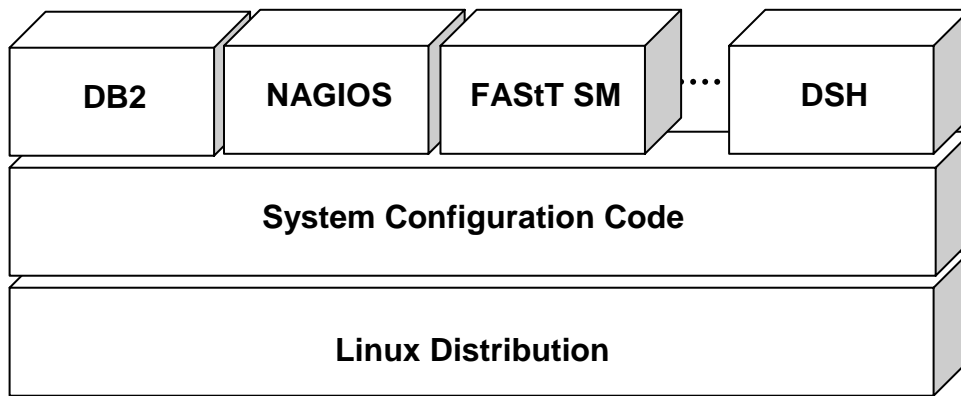 DB2 NAGIOS FAStT SM .... DSH
System Configuration Code
Linux Distribution